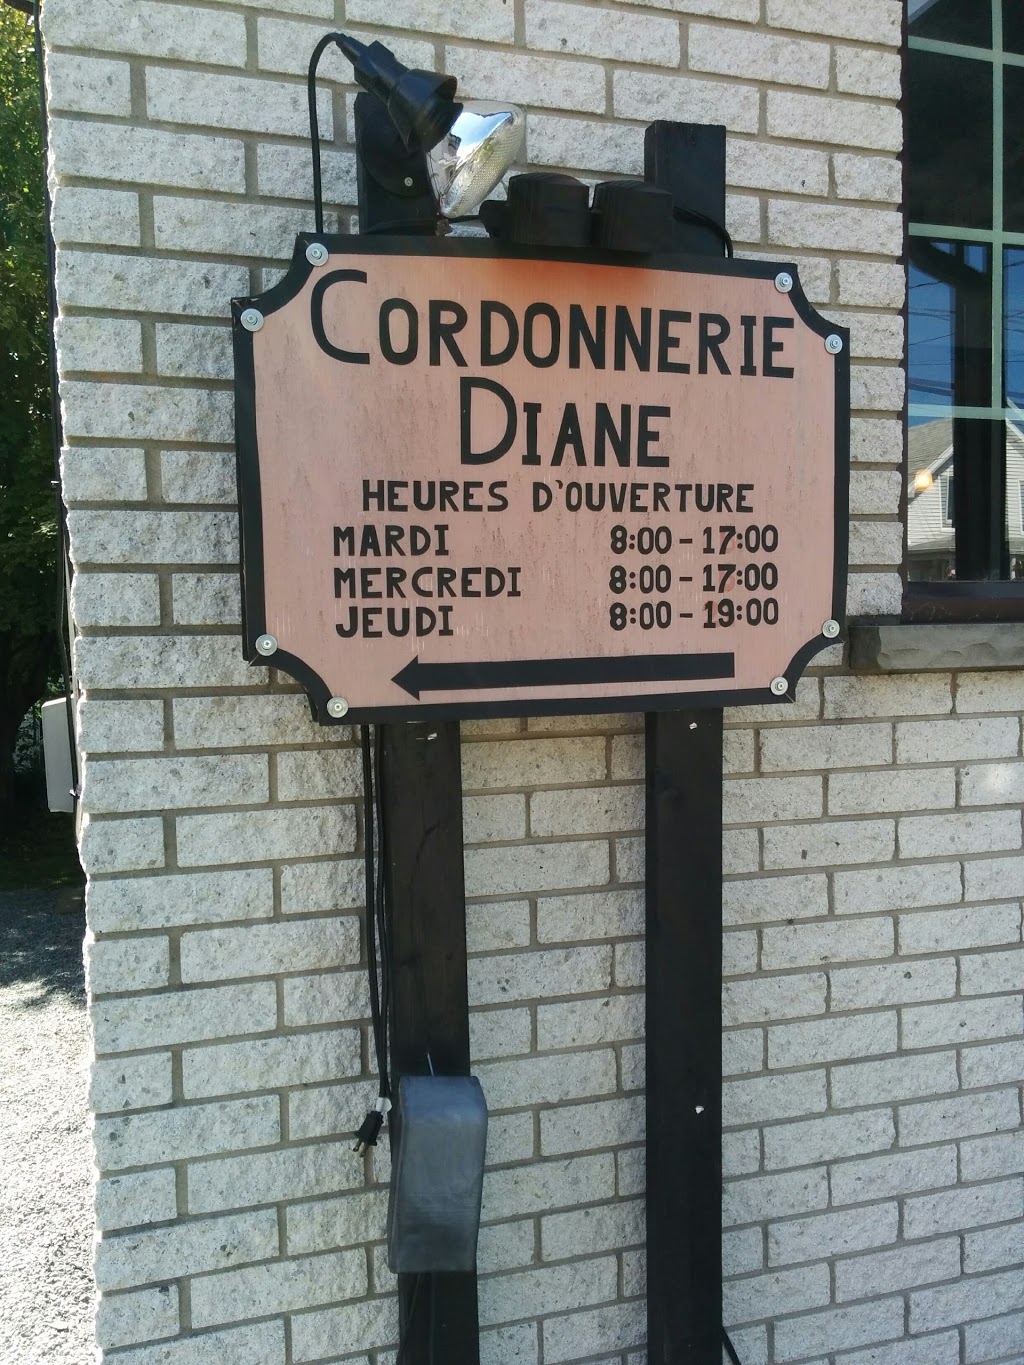 CORDONNERIE
DIANE
HEURES D'OUVERTURE
MARDI 8:00 - 17:00
MERCREDI 8:00 - 17:00
JEUDI 8:00 - 19:00